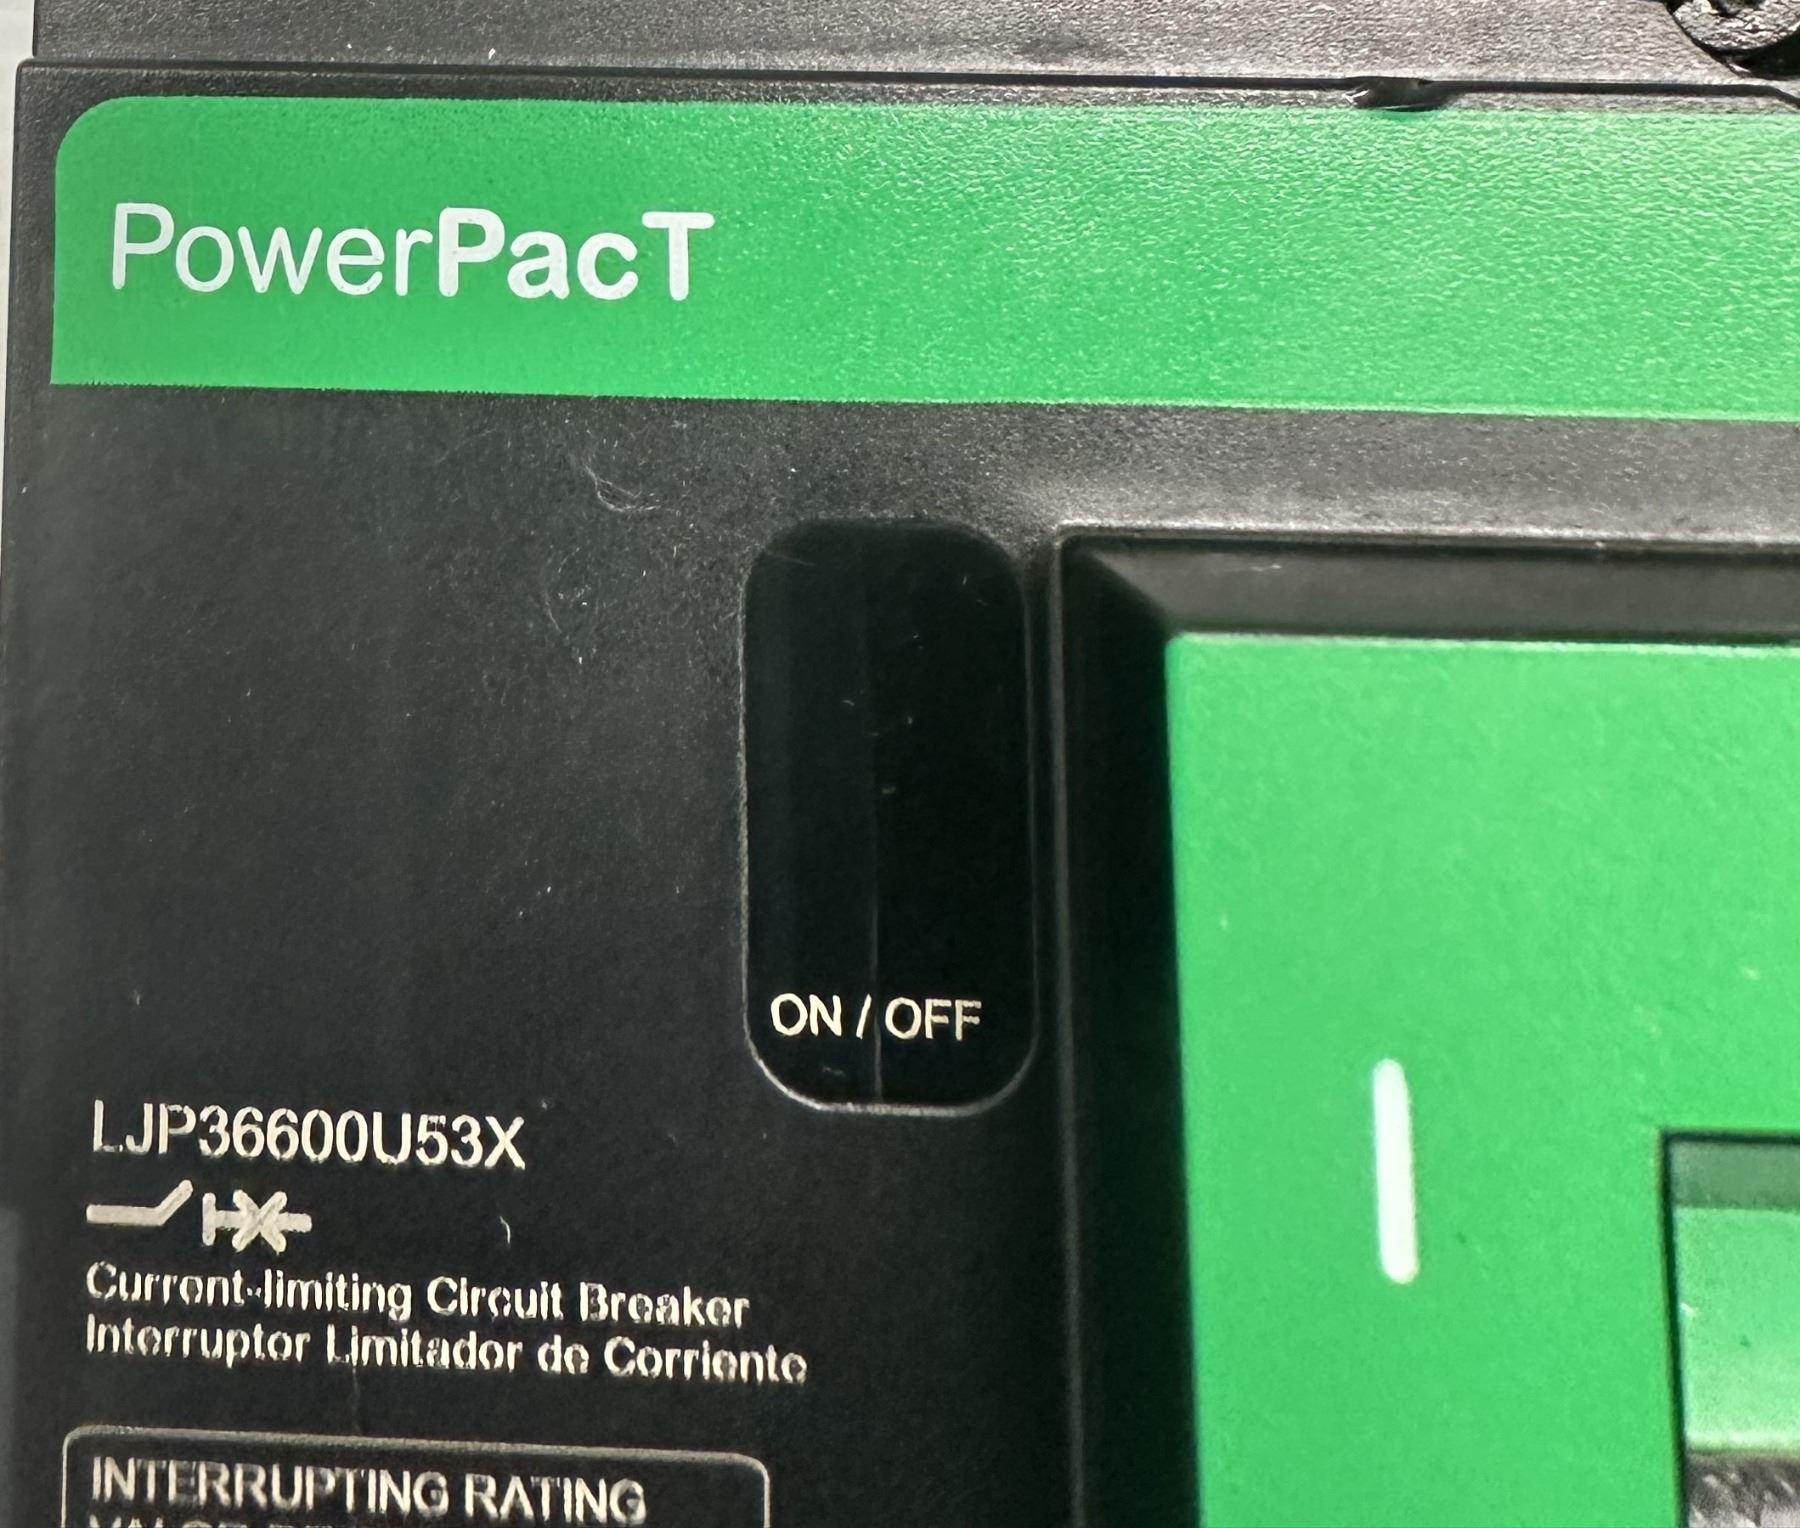 PowerPacT
ON / OFF
LJP36600U53X
Current-limiting Circuit Breaker
Interruptor Limitador de Corriente
INTERRUPTING RATING